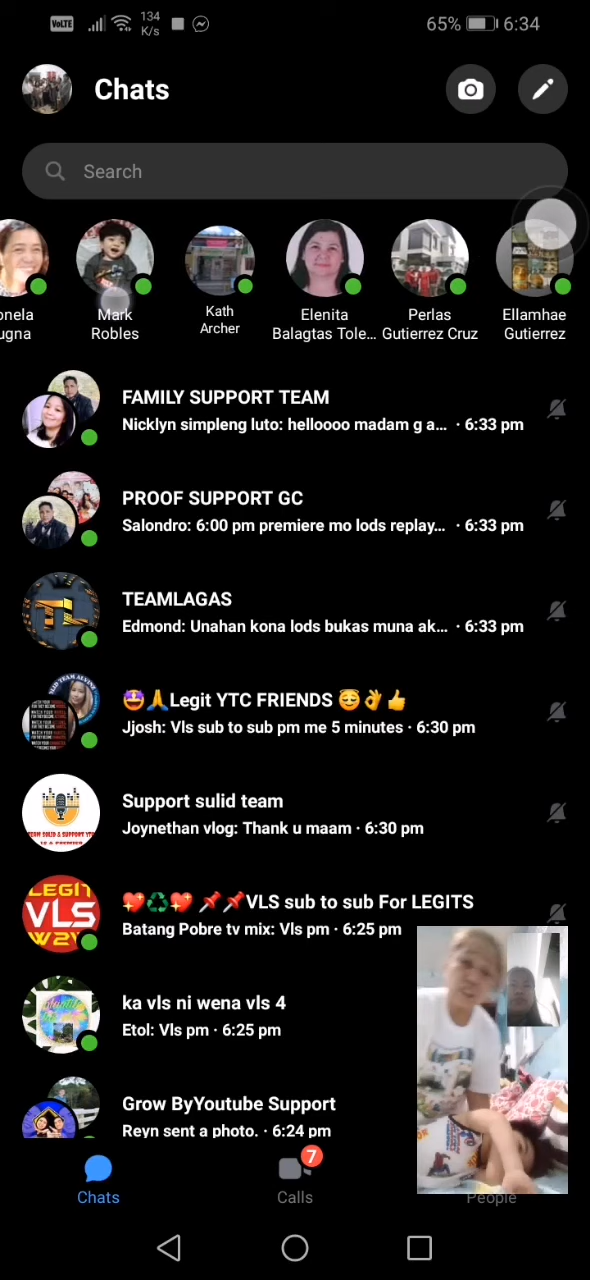 VoLTE 134 K/s 65% 6:34
Chats
Search
onela
ugna
Mark
Robles
Kath
Archer
Elenita
Balagtas Tole...
Perlas
Gutierrez Cruz
Ellamhae
Gutierrez
FAMILY SUPPORT TEAM
Nicklyn simpleng luto: helloooo madam g a... · 6:33 pm
PROOF SUPPORT GC
Salondro: 6:00 pm premiere mo lods replay... · 6:33 pm
TL
TEAMLAGAS
Edmond: Unahan kona lods bukas muna ak... · 6:33 pm
🤩🙏Legit YTC FRIENDS 😇👌👍
Jjosh: Vls sub to sub pm me 5 minutes · 6:30 pm
Support sulid team
Joynethan vlog: Thank u maam · 6:30 pm
LEGIT
VLS
W2W
💖♻️💖 📌📌VLS sub to sub For LEGITS
Batang Pobre tv mix: Vls pm · 6:25 pm
ka vls ni wena vls 4
Etol: Vls pm · 6:25 pm
Grow ByYoutube Support
Reyn sent a photo. · 6:24 pm
7
Chats
Calls
People